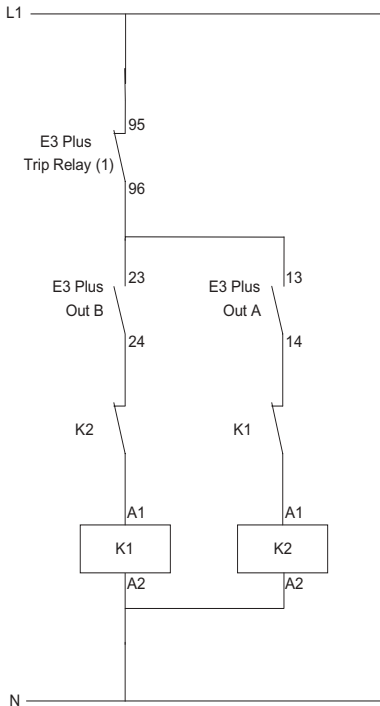 L1
95
E3 Plus
Trip Relay (1)
96
23
13
E3 Plus
Out B
E3 Plus
Out A
24
14
K2
K1
A1
A1
K1
K2
A2
A2
N